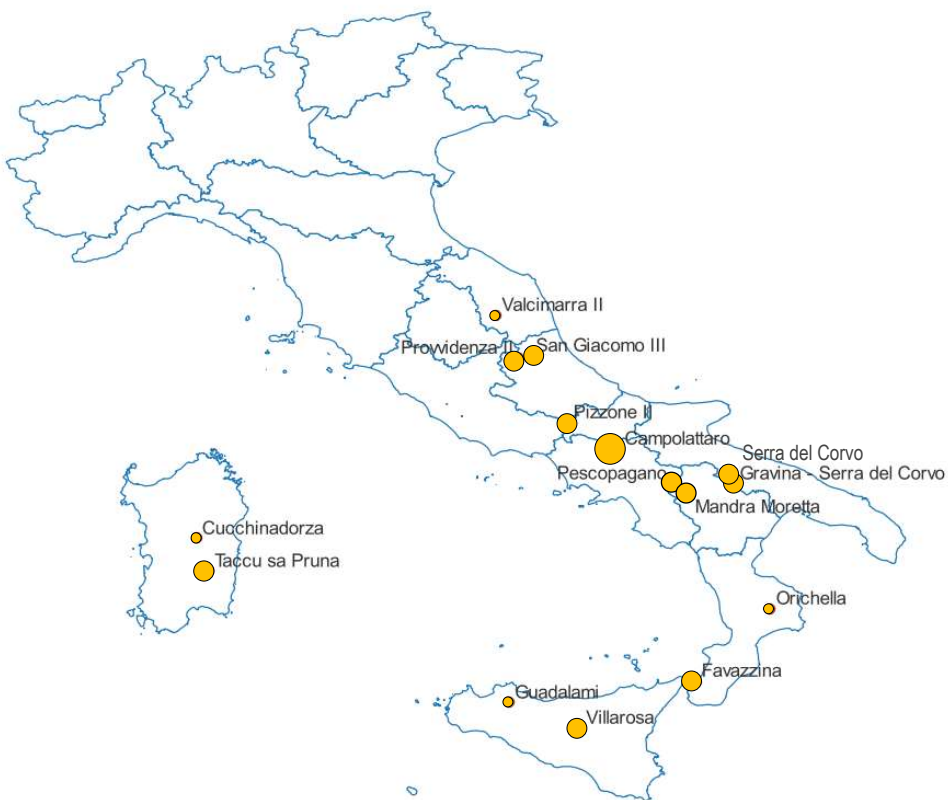 Valcimarra II
Provvidenza II
San Giacomo III
Pizzone II
Campolattaro
Serra del Corvo
Pescopagano
Gravina - Serra del Corvo
Mandra Moretta
Cucchinadorza
Taccu sa Pruna
Orichella
Favazzina
Guadalami
Villarosa